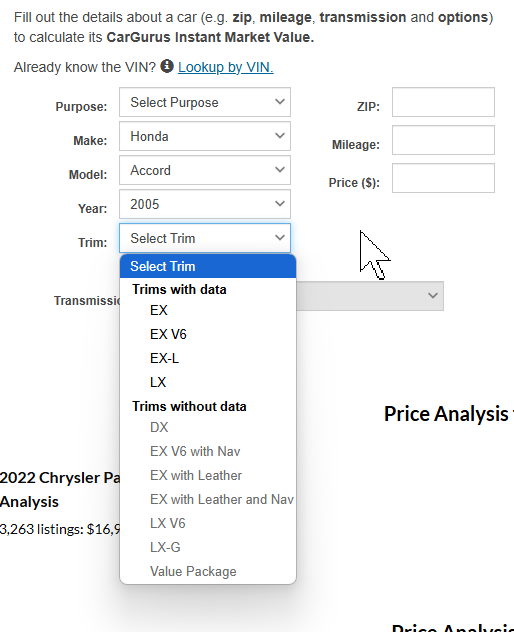 Fill out the details about a car (e.g. zip, mileage, transmission and options)
to calculate its CarGurus Instant Market Value.
Already know the VIN? Lookup by VIN.
Purpose: Select Purpose
ZIP:
Make: Honda
Mileage:
Model: Accord
Price ($):
Year: 2005
Trim: Select Trim
Select Trim
Trims with data
Transmissio
EX
EX V6
EX-L
LX
Trims without data
DX
EX V6 with Nav
EX with Leather
EX with Leather and Nav
LX V6
LX-G
Value Package
Price Analysis
2022 Chrysler Pa
Analysis
3,263 listings: $16,9
Price Analysis